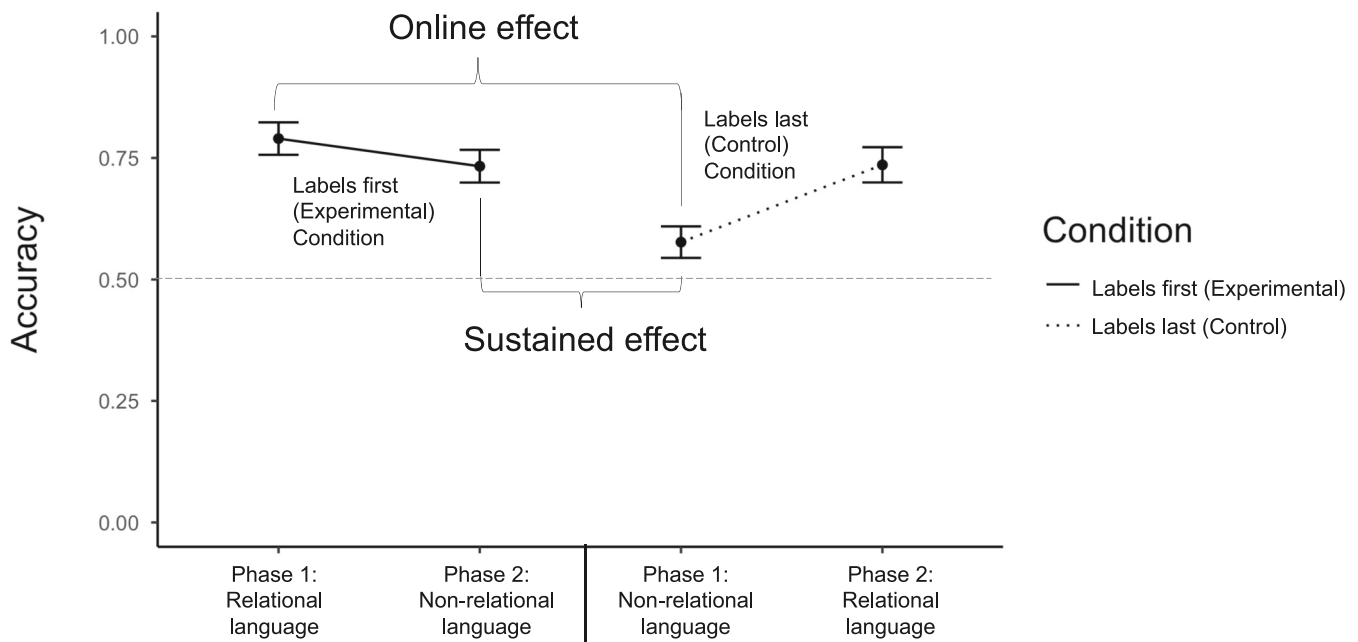 Online effect
1.00
0.75
0.50
0.25
0.00
Accuracy
Labels first
(Experimental)
Condition
Labels last
(Control)
Condition
Sustained effect
Condition
Labels first (Experimental)
Labels last (Control)
Phase 1:
Relational
language
Phase 2:
Non-relational
language
Phase 1:
Non-relational
language
Phase 2:
Relational
language